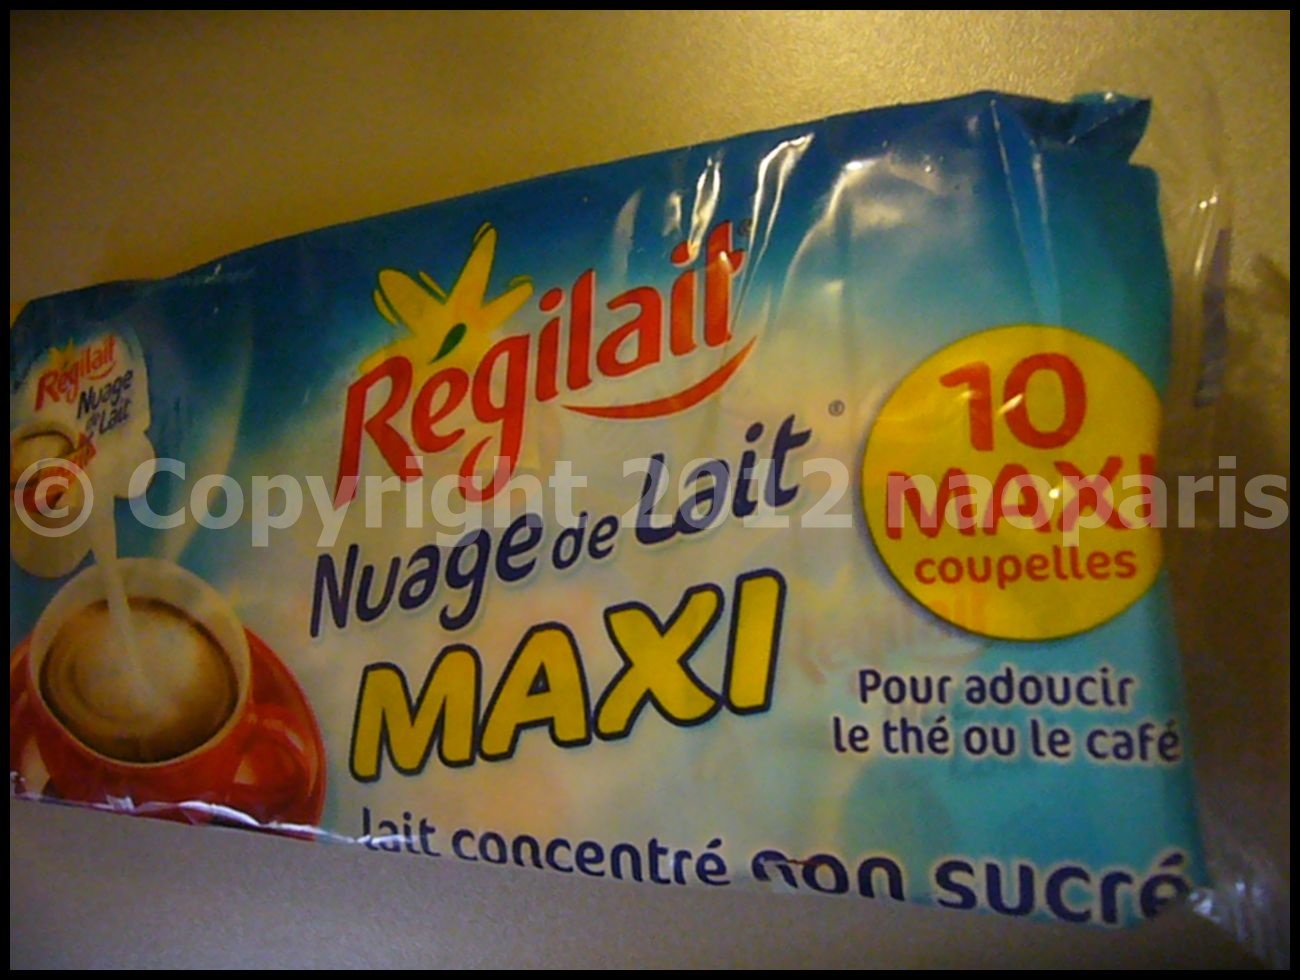 Régilait
Nuage
de Lait
Régilait®
Nuage de Lait®
MAXI
10
MAXI
coupelles
Pour adoucir
le thé ou le café
lait concentré non sucré
© Copyright 2012 naoparis